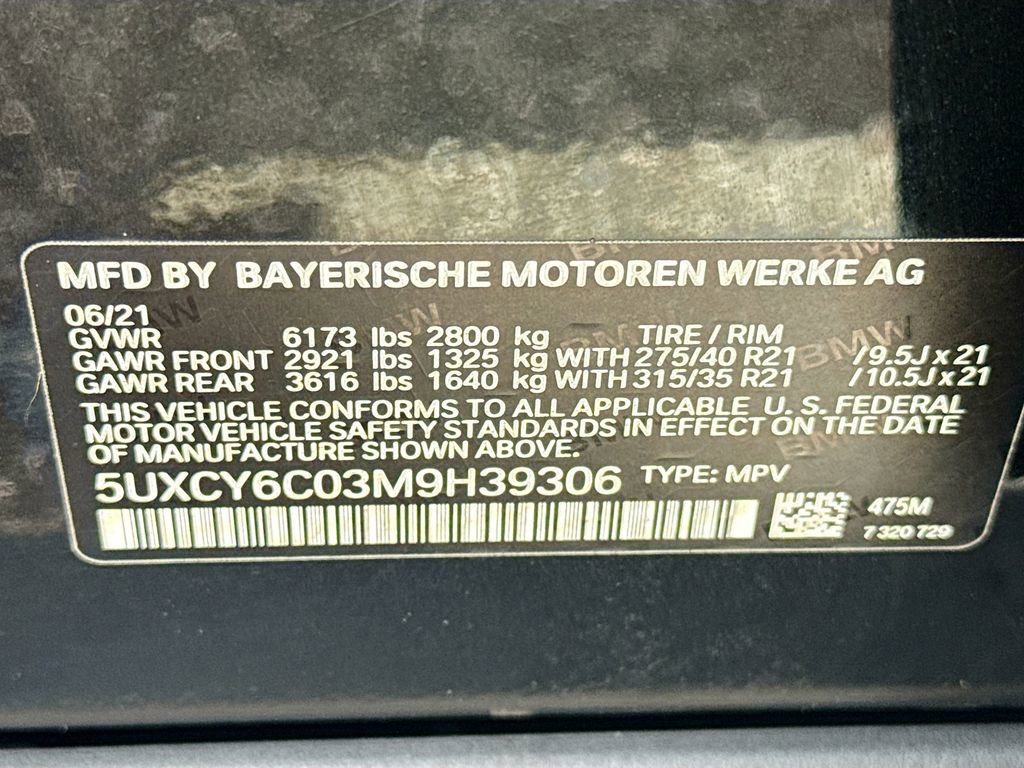 MFD BY BAYERISCHE MOTOREN WERKE AG
06/21
GVWR 6173 lbs 2800 kg TIRE / RIM
GAWR FRONT 2921 lbs 1325 kg WITH 275/40 R21 /9.5J x 21
GAWR REAR 3616 lbs 1640 kg WITH 315/35 R21 /10.5J x 21
THIS VEHICLE CONFORMS TO ALL APPLICABLE U. S. FEDERAL
MOTOR VEHICLE SAFETY STANDARDS IN EFFECT ON THE DATE
OF MANUFACTURE SHOWN ABOVE.
5UXCY6C03M9H39306 TYPE: MPV
475M
7 320 729